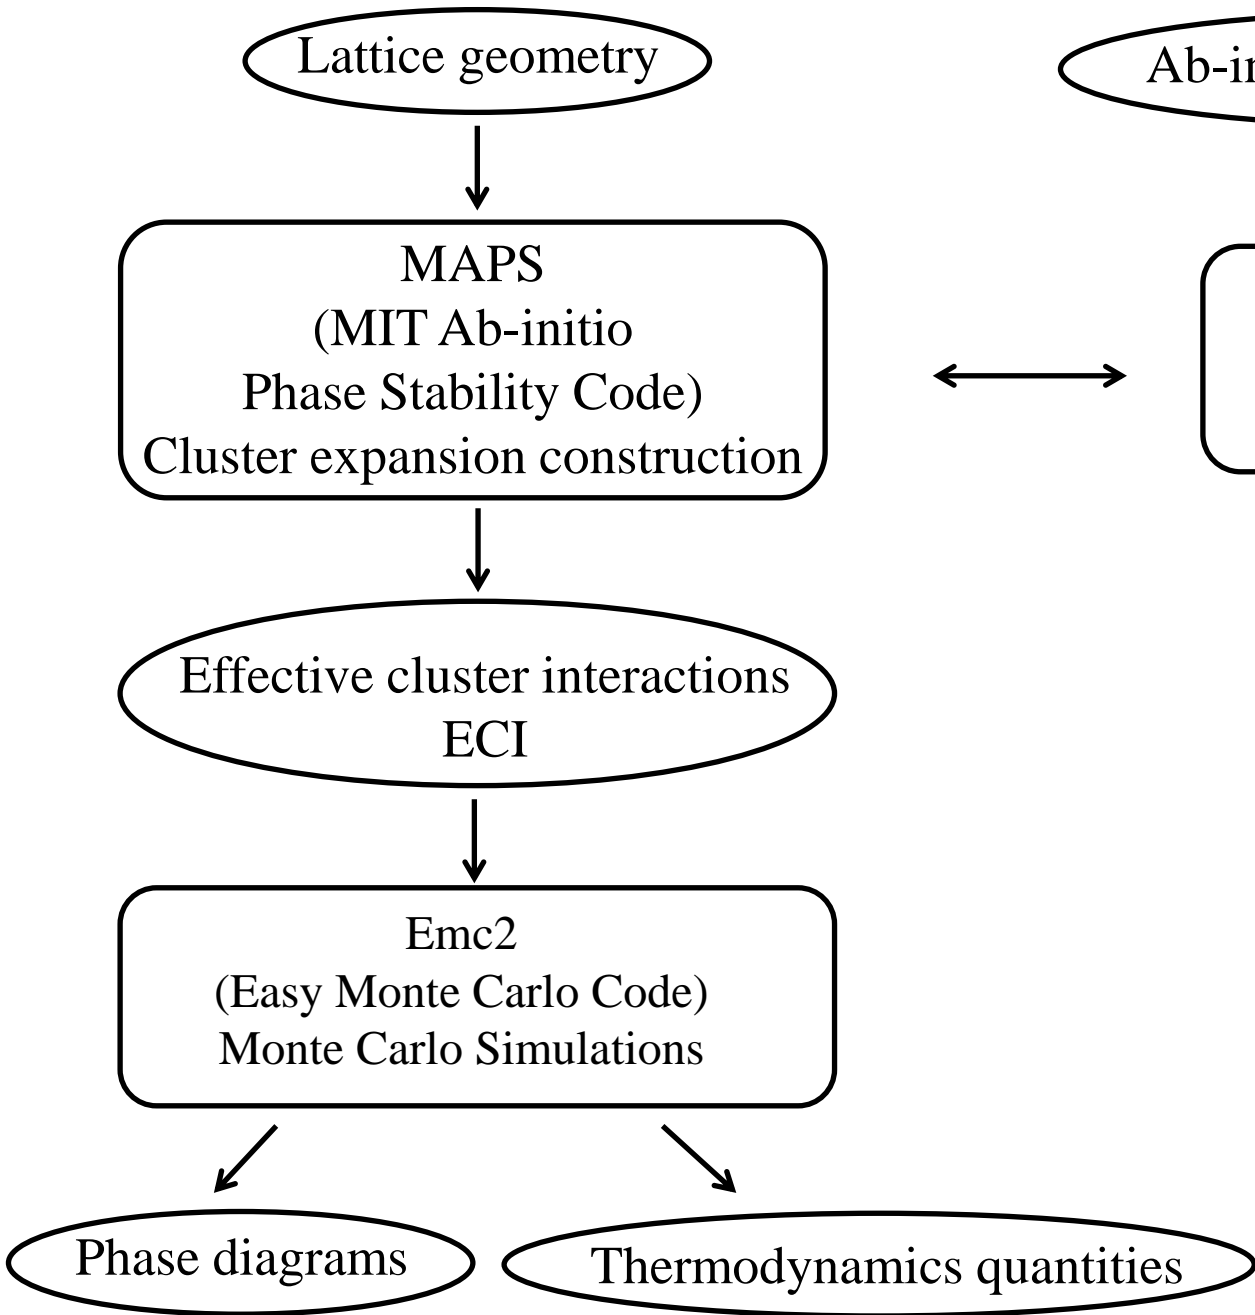 Lattice geometry
MAPS
(MIT Ab-initio
Phase Stability Code)
Cluster expansion construction
Effective cluster interactions
ECI
Emc2
(Easy Monte Carlo Code)
Monte Carlo Simulations
Phase diagrams
Thermodynamics quantities